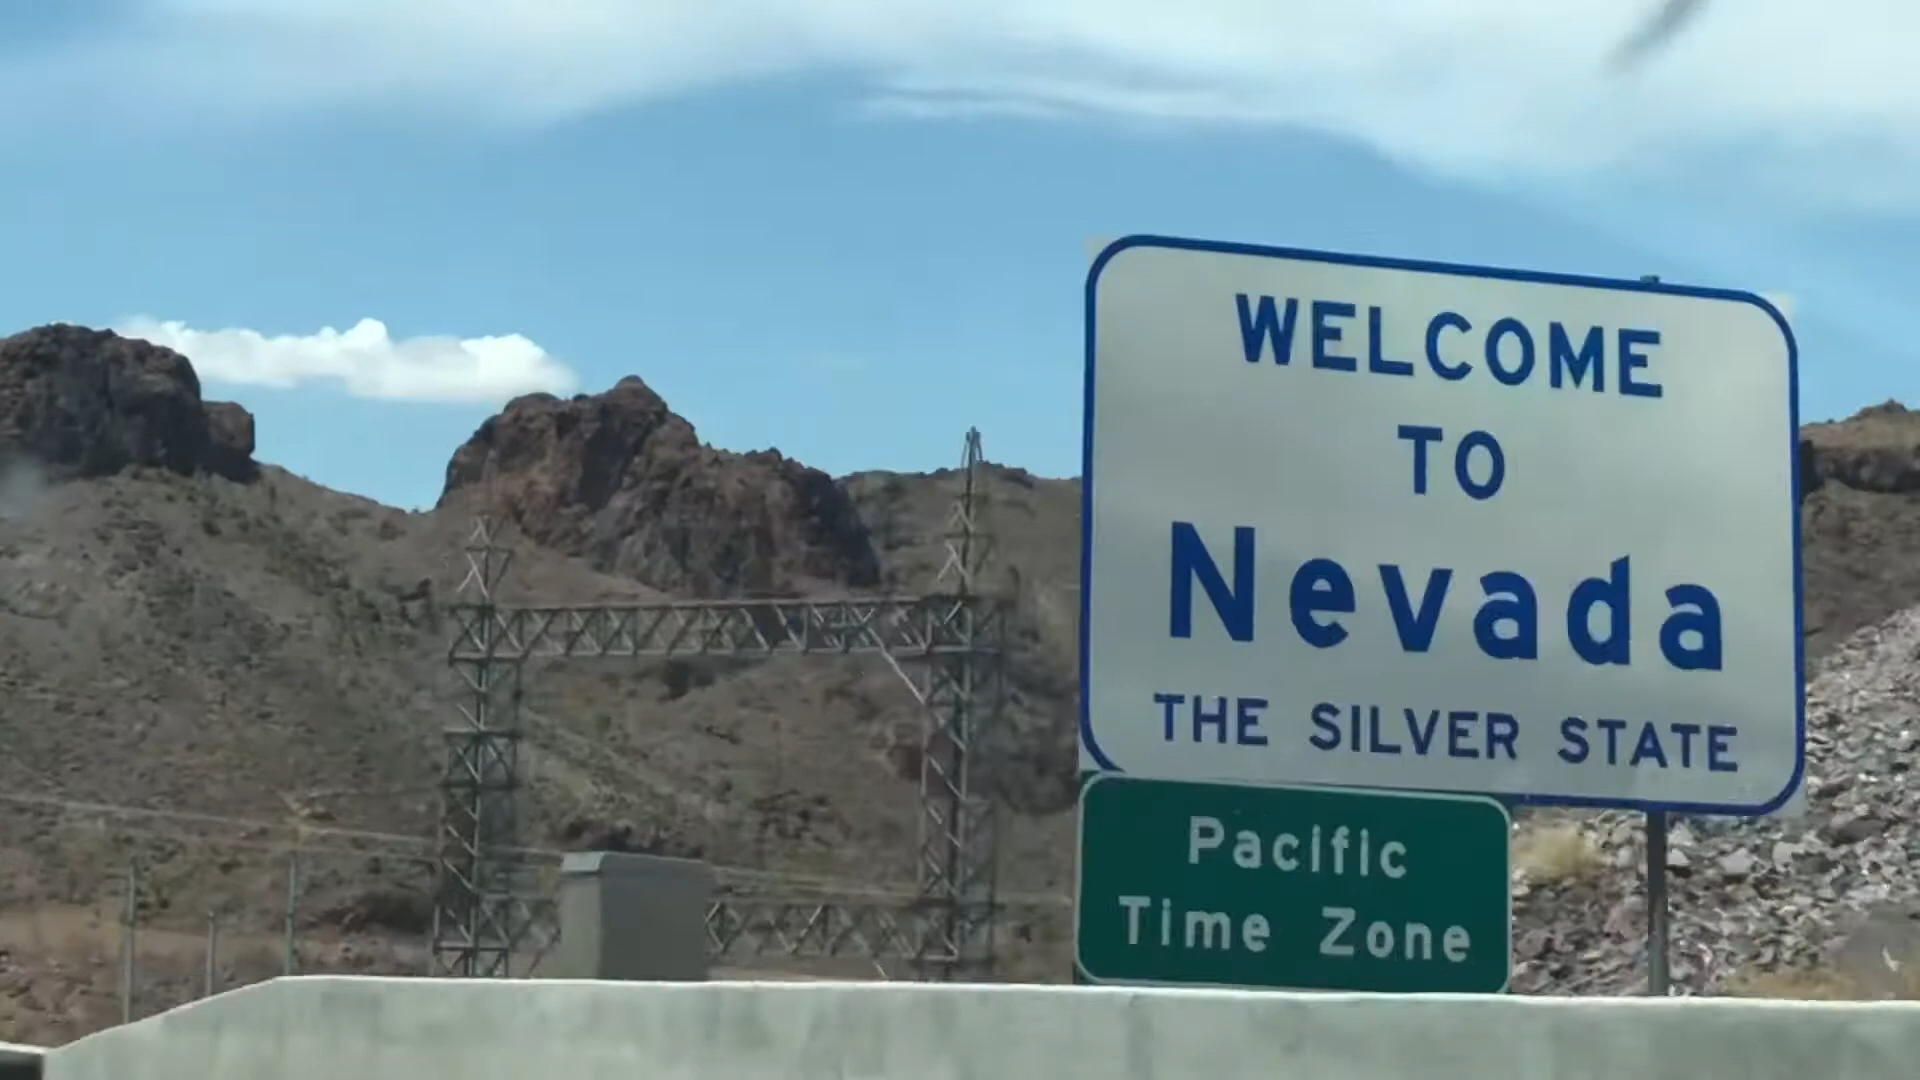 WELCOME
TO
Nevada
THE SILVER STATE
Pacific
Time Zone